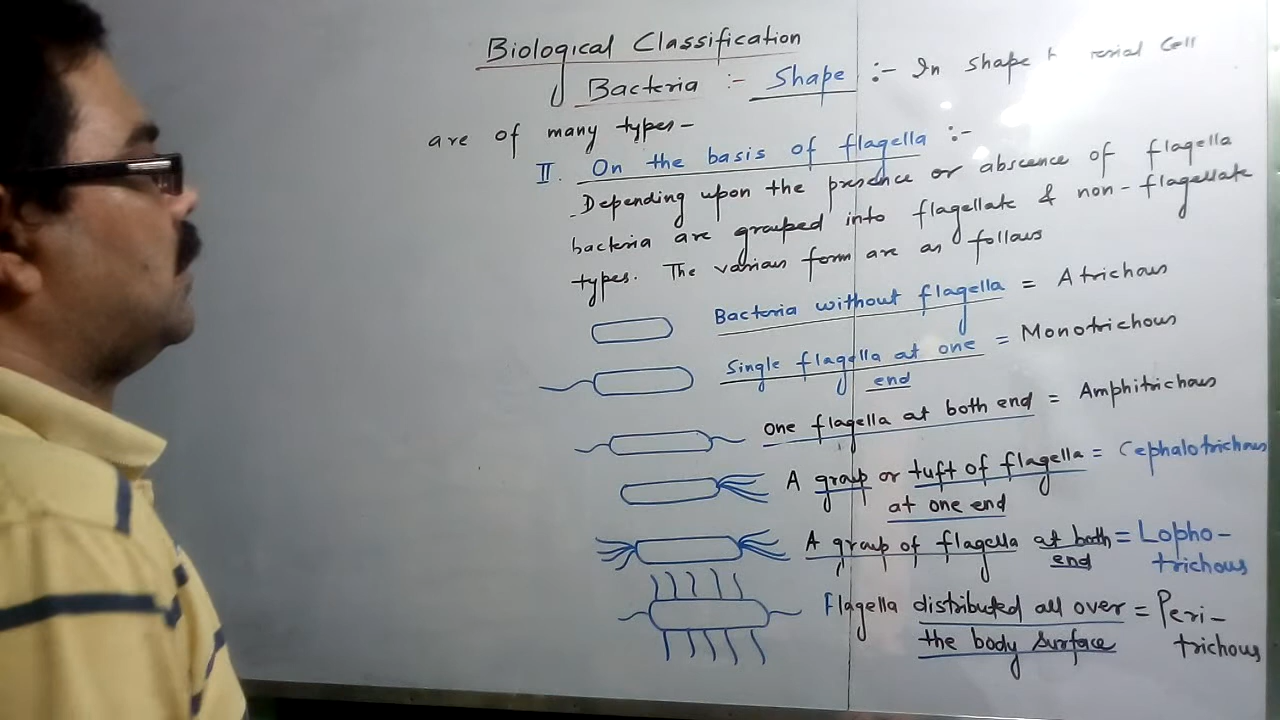 Biological Classification
Bacteria :- Shape :- In shape cell
are of many types-
II. On the basis of flagella :-
Depending upon the presence or abscence of flagella
bacteria are grouped into flagellate & non-flagellate
types. The various form are as follows
Bacteria without flagella = Atrichous
Single flagella at one = Monotrichous
end
one flagella at both end = Amphitrichous
A group or tuft of flagella = Cephalotrichous
at one end
A group of flagella at both = Lopho-
end trichous
Flagella distributed all over = Peri-
the body surface trichous